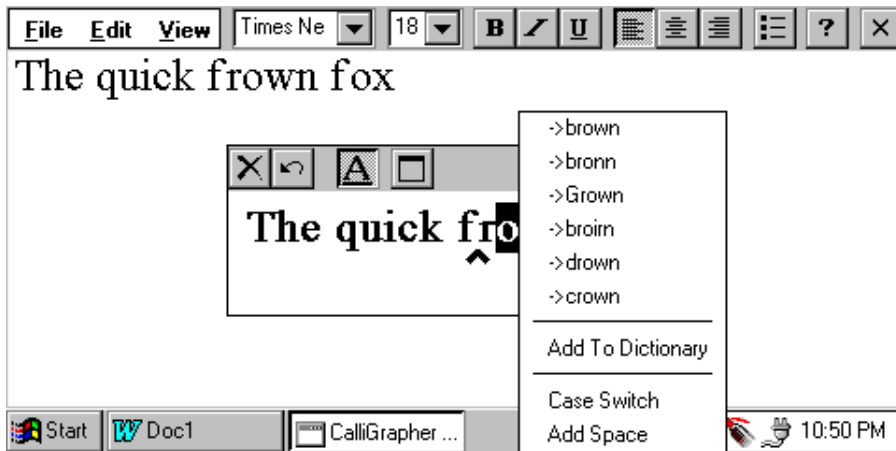 File Edit View Times Ne 18 B I U ? ×
The quick frown fox
A
The quick fro
->brown
->bronn
->Grown
->broirn
->drown
->crown
Add To Dictionary
Case Switch
Add Space
Start W Doc1 CalliGrapher ... 10:50 PM